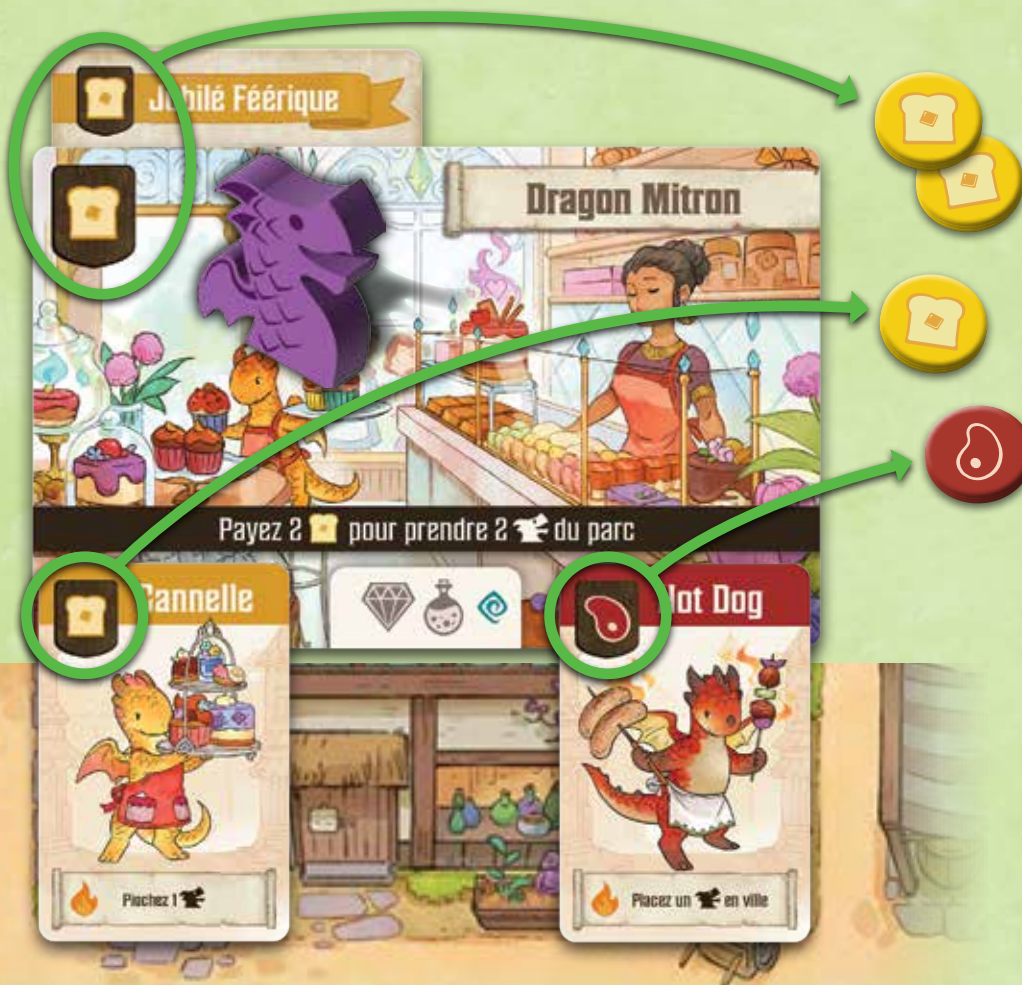 Jubilé Féérique
Dragon Mitron
Payez 2 pour prendre 2 du parc
Cannelle
Hot Dog
Piochez 1
Placez un en ville